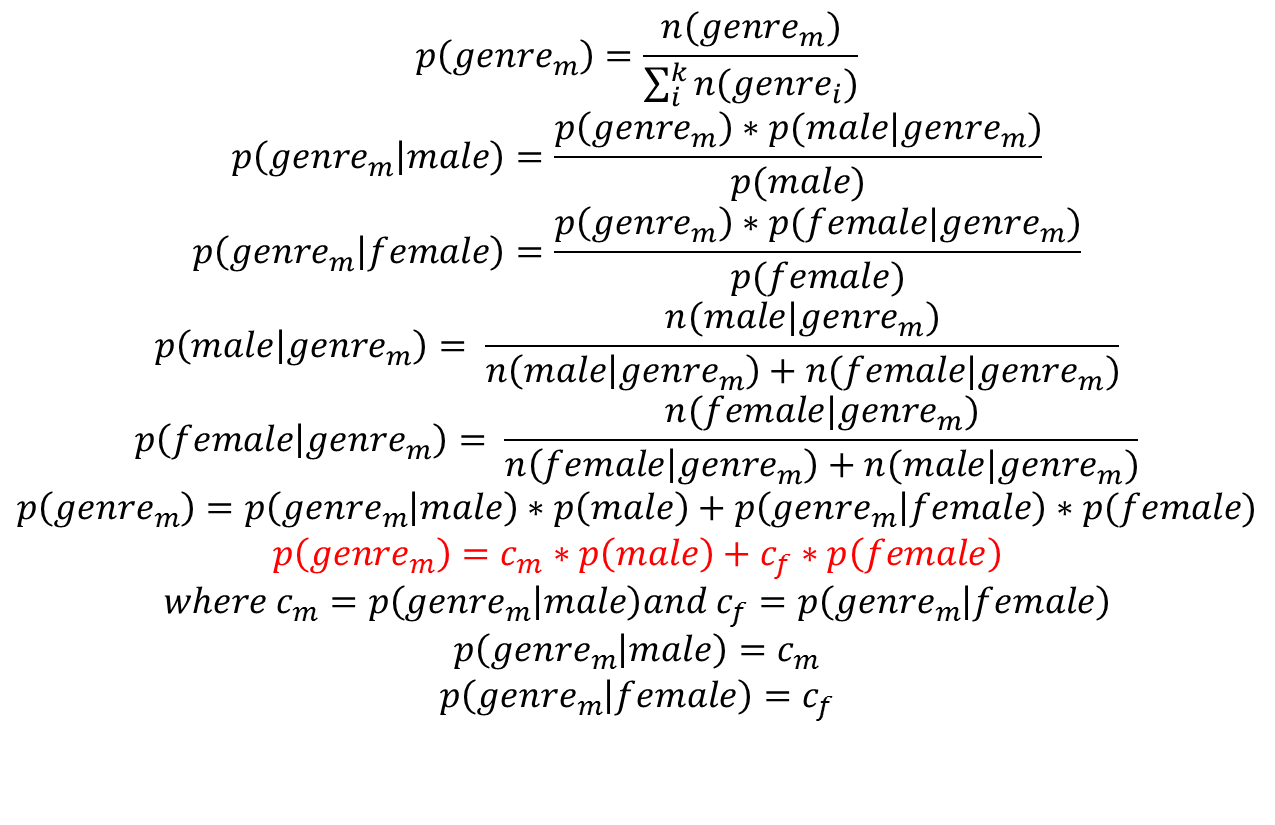 p(genre_m) = n(genre_m) / ∑_i^k n(genre_i)
p(genre_m|male) = p(genre_m) ∗ p(male|genre_m) / p(male)
p(genre_m|female) = p(genre_m) ∗ p(female|genre_m) / p(female)
p(male|genre_m) = n(male|genre_m) / n(male|genre_m) + n(female|genre_m)
p(female|genre_m) = n(female|genre_m) / n(female|genre_m) + n(male|genre_m)
p(genre_m) = p(genre_m|male) ∗ p(male) + p(genre_m|female) ∗ p(female)
p(genre_m) = c_m ∗ p(male) + c_f ∗ p(female)
where c_m = p(genre_m|male)and c_f = p(genre_m|female)
p(genre_m|male) = c_m
p(genre_m|female) = c_f